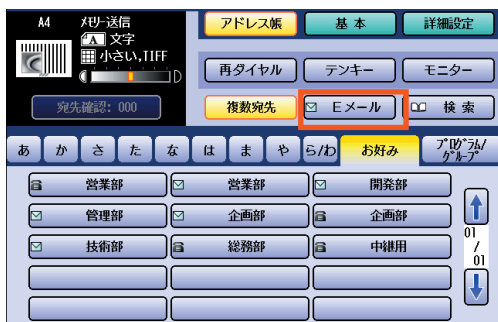 A4 ﾒﾓﾘｰ送信 アドレス帳 基本 詳細設定
A 文字
小さい,TIFF
再ダイヤル テンキー モニター
D
宛先確認: 000 複数宛先 Eメール 検索
あ か さ た な は ま や ら/わ お好み ﾌﾟﾛｸﾞﾗﾑ/
ｸﾞﾙｰﾌﾟ
営業部 営業部 開発部
管理部 企画部 企画部
技術部 総務部 中継用
01
/
01